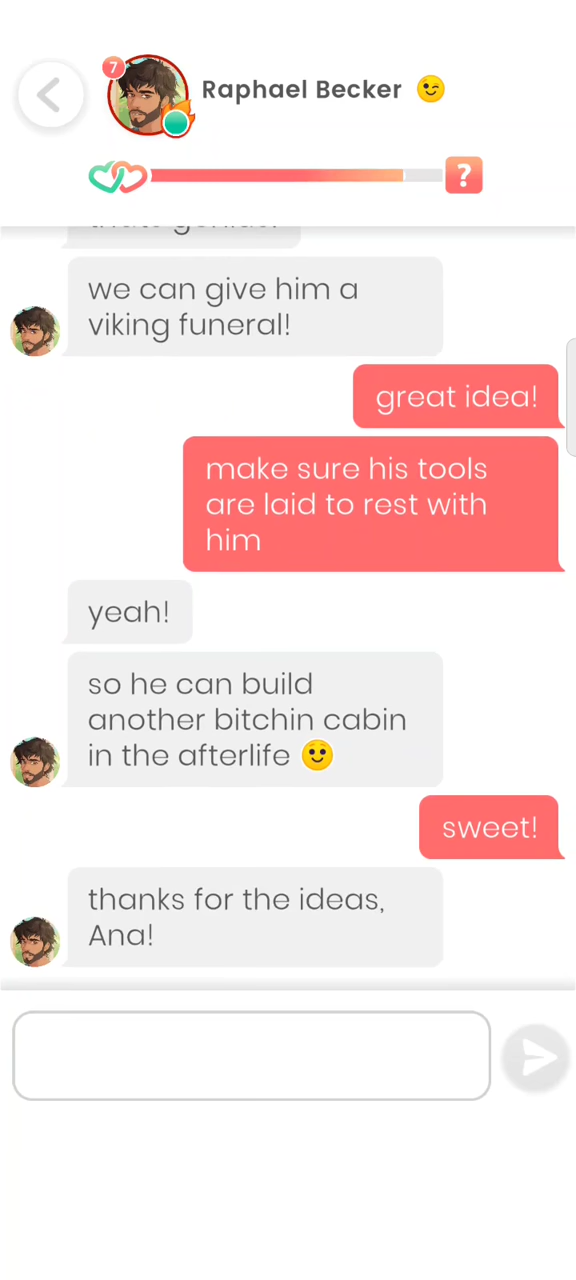 7
Raphael Becker
?
we can give him a
viking funeral!
great idea!
make sure his tools
are laid to rest with
him
yeah!
so he can build
another bitchin cabin
in the afterlife 🙂
sweet!
thanks for the ideas,
Ana!